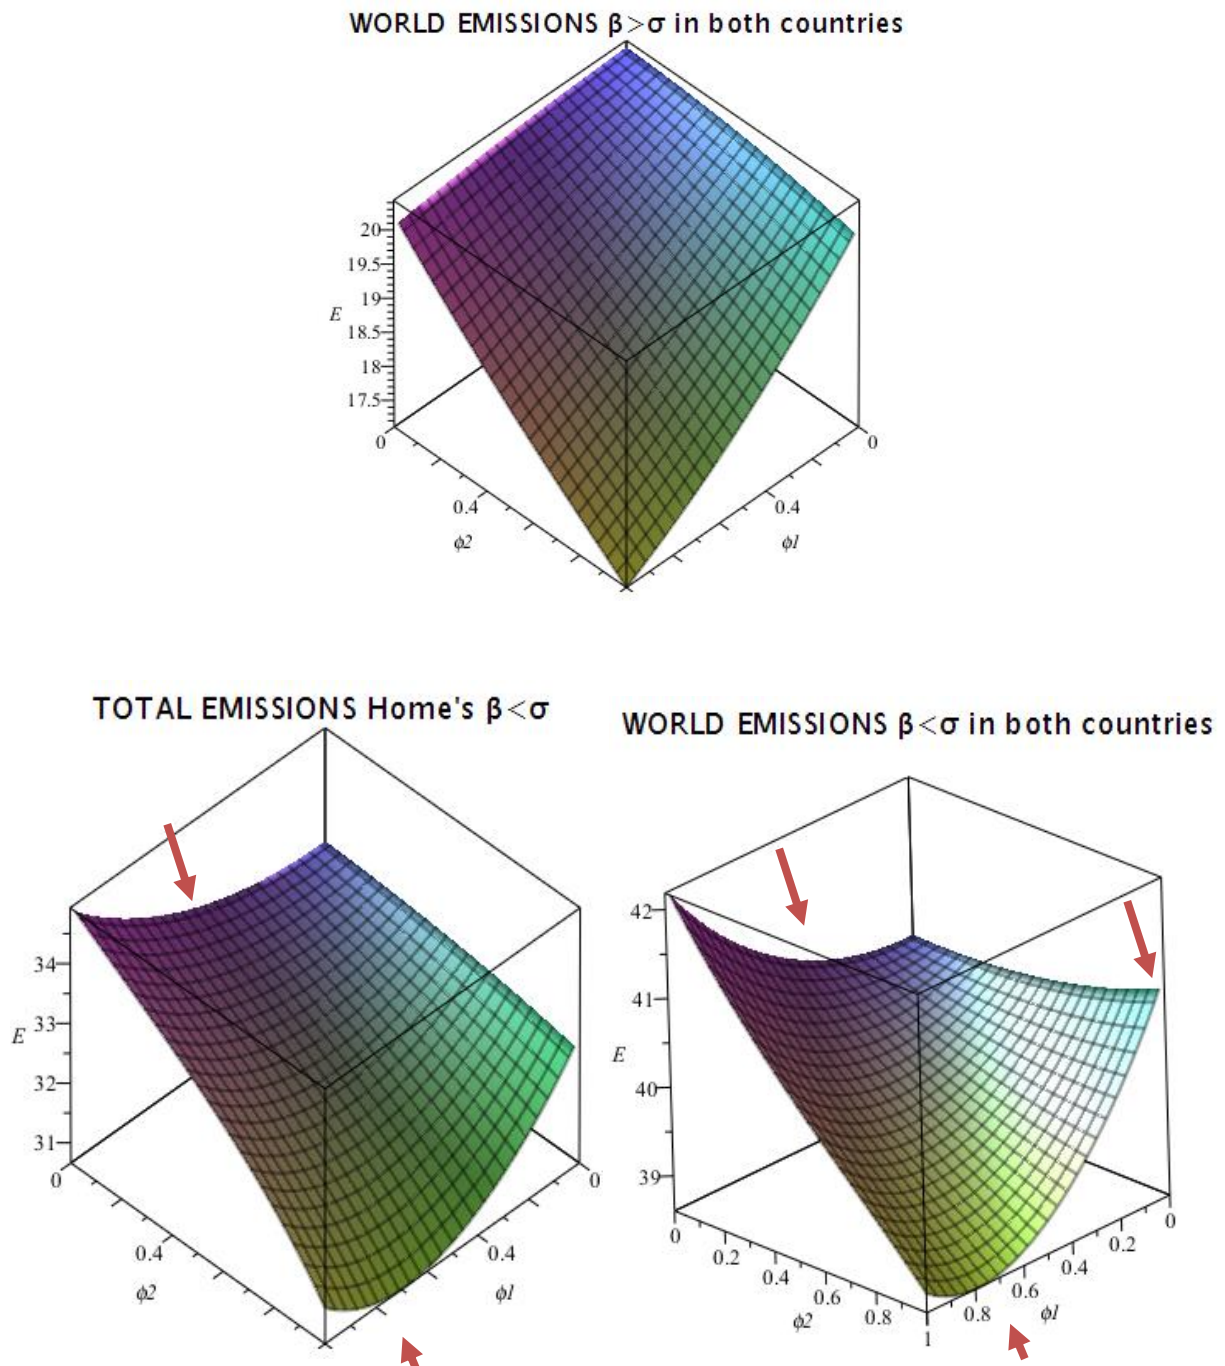 WORLD EMISSIONS β>σ in both countries
20
19.5
19
E
18.5
18
17.5
0
0
0.4
0.4
ϕ2
ϕ1
TOTAL EMISSIONS Home's β<σ
34
33
E
32
31
0
0
0.4
0.4
ϕ2
ϕ1
WORLD EMISSIONS β<σ in both countries
42
41
E
40
39
0
0
0.2
0.2
0.4
0.4
0.6
0.6
0.8
0.8
ϕ2
ϕ1
1